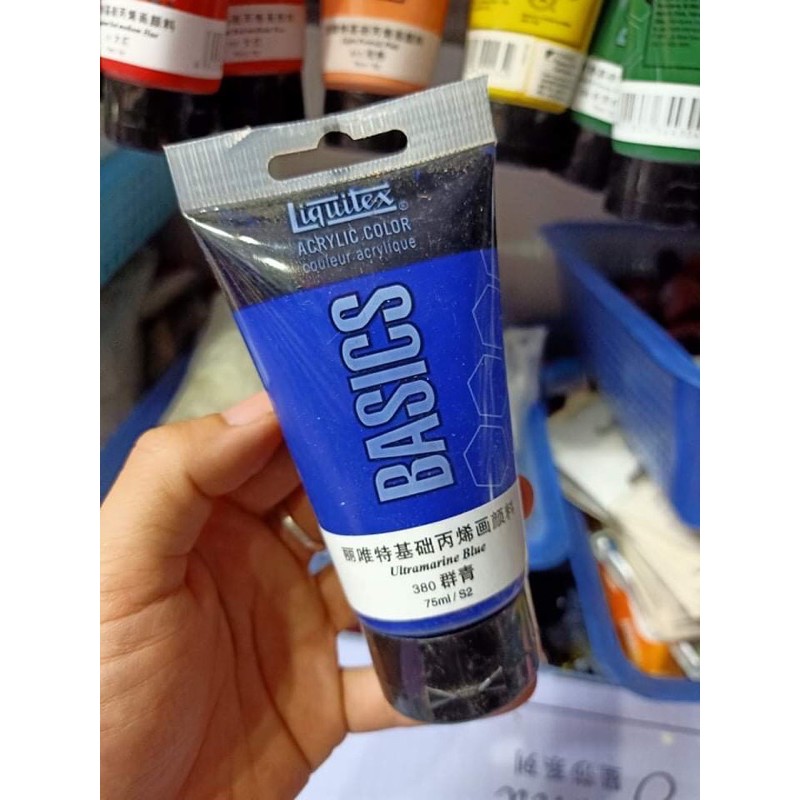 Liquitex®
ACRYLIC COLOR
couleur acrylique
BASICS
丽唯特基础丙烯画颜料
Ultramarine Blue
380 群青
75ml / S2